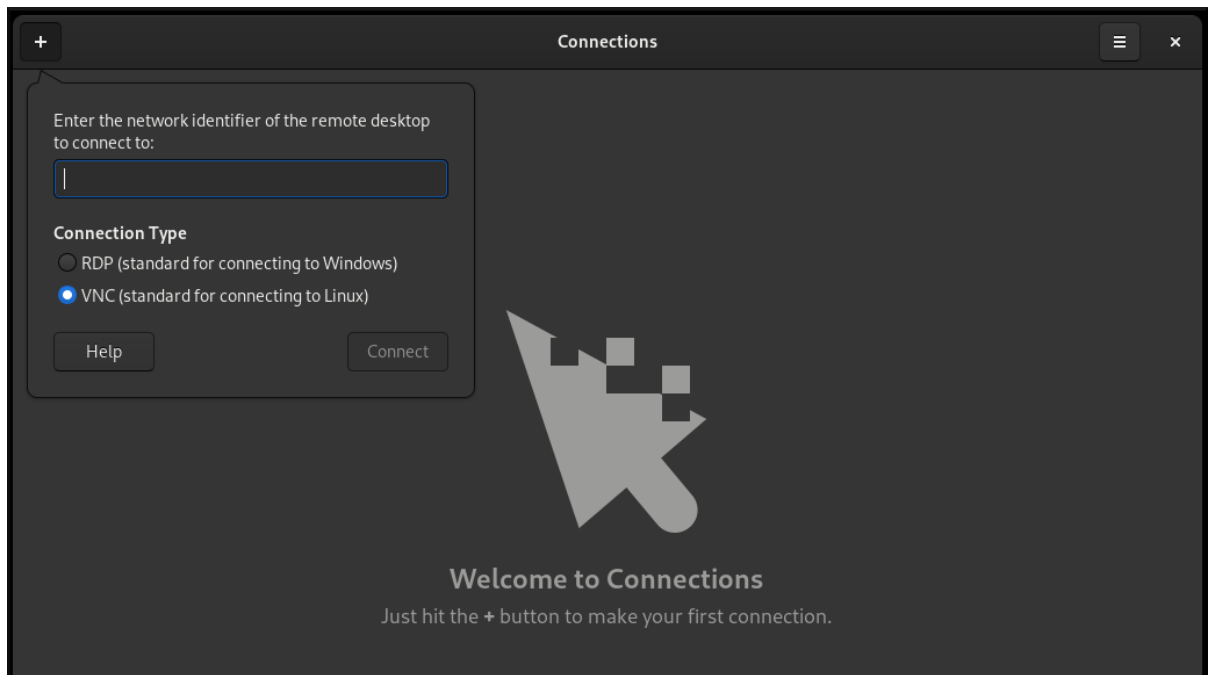 +
Connections
Enter the network identifier of the remote desktop
to connect to:
Connection Type
RDP (standard for connecting to Windows)
VNC (standard for connecting to Linux)
Help
Connect
Welcome to Connections
Just hit the + button to make your first connection.